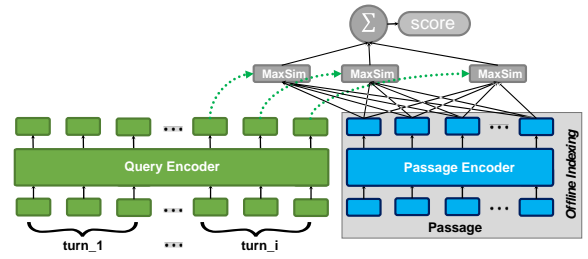 Σ score
MaxSim MaxSim MaxSim
Query Encoder Passage Encoder
Offline Indexing
Passage
turn_1 ... turn_i